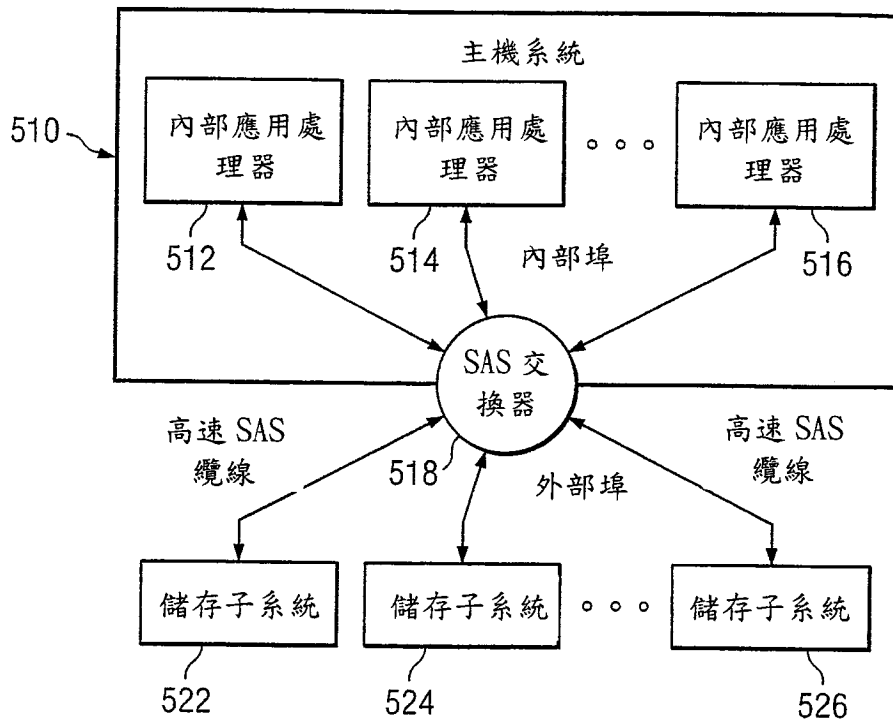 主機系統
510
內部應用處
理器
內部應用處
理器
內部應用處
理器
512
514
內部埠
516
SAS 交
換器
高速 SAS
纜線
518
外部埠
高速 SAS
纜線
儲存子系統
儲存子系統
儲存子系統
522
524
526